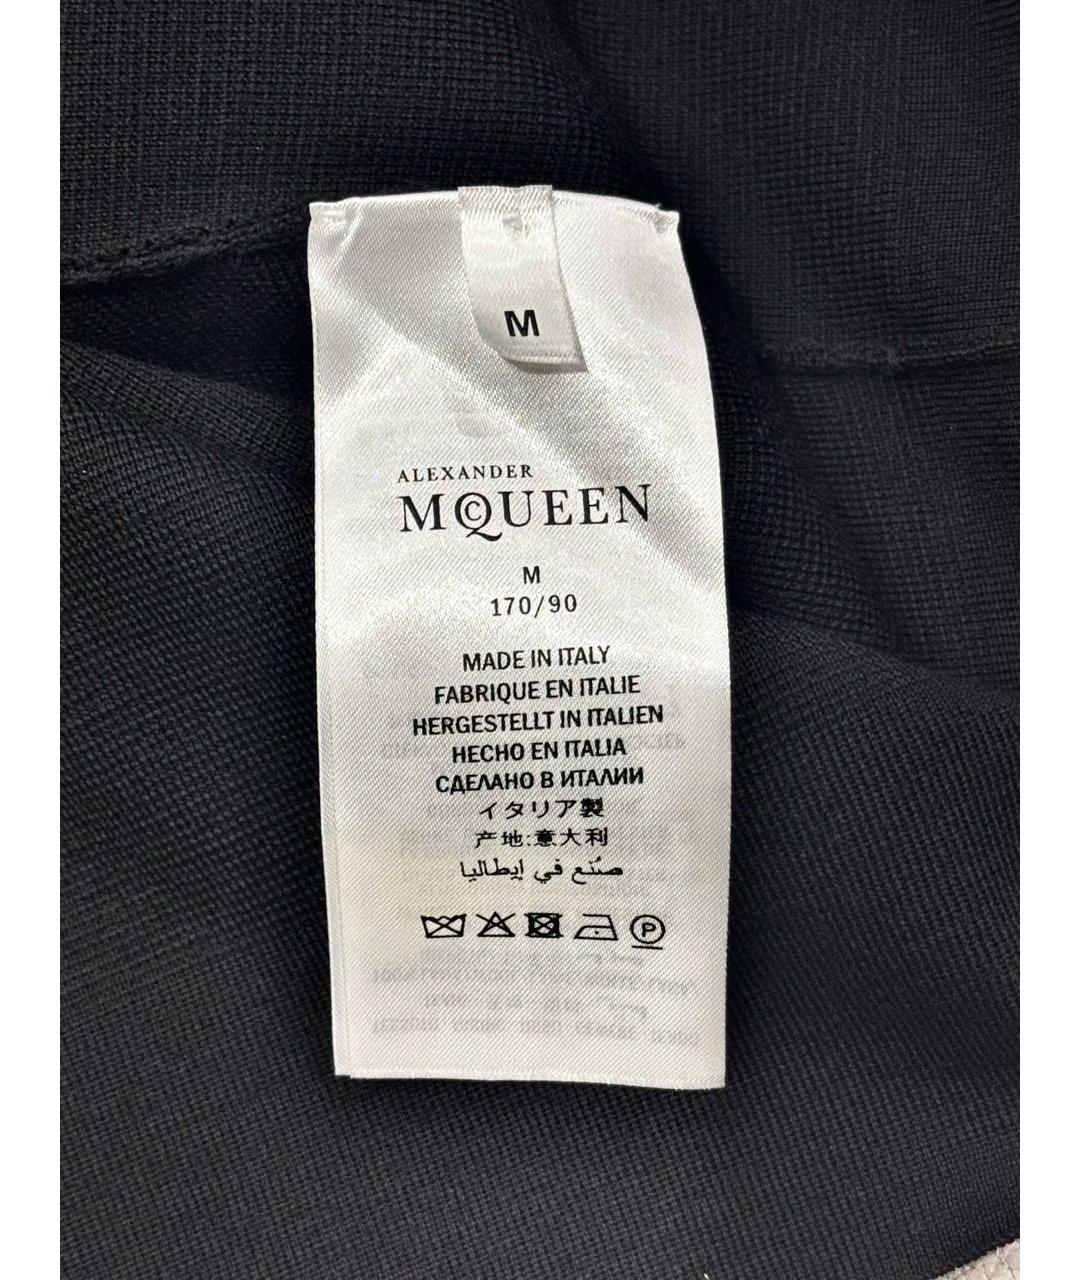 M
ALEXANDER
McQUEEN
M
170/90
MADE IN ITALY
FABRIQUE EN ITALIE
HERGESTELLT IN ITALIEN
HECHO EN ITALIA
СДЕЛАНО В ИТАЛИИ
イタリア製
产地:意大利
صُنع في إيطاليا
P